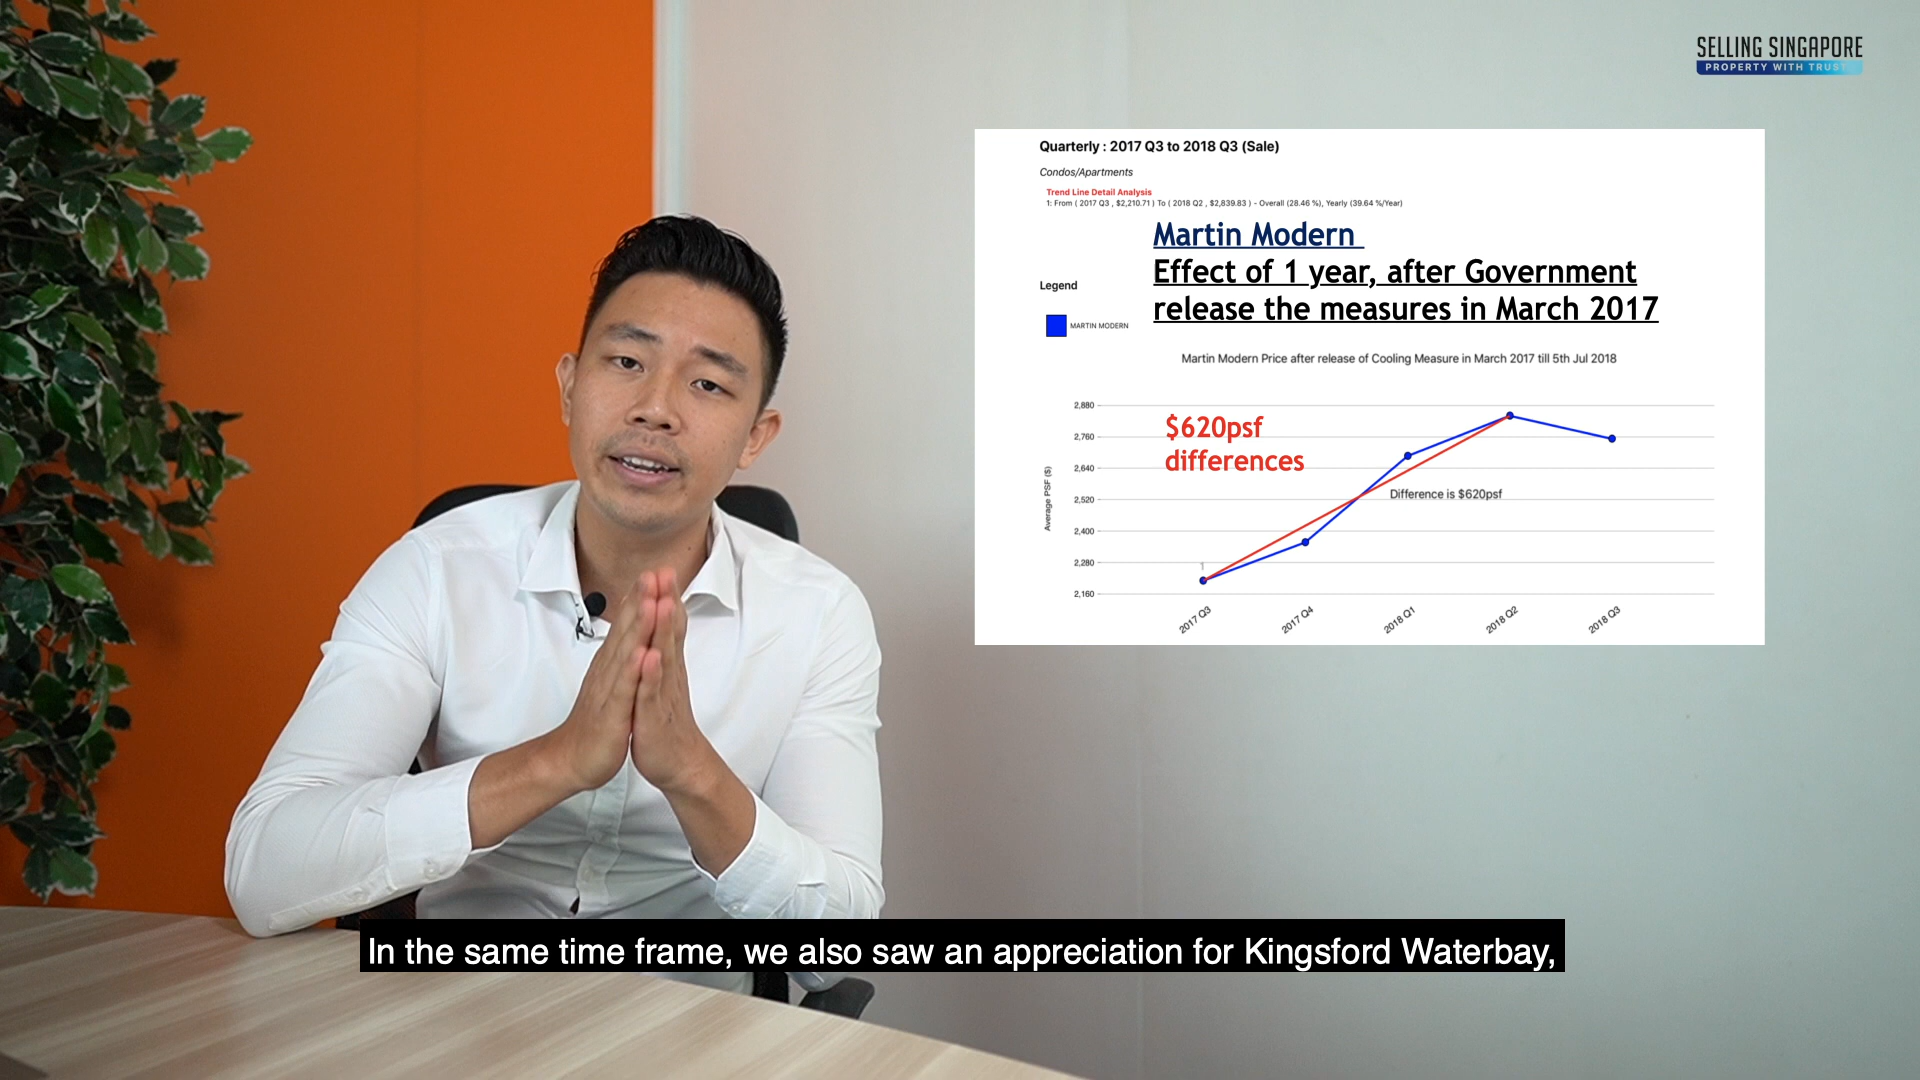 SELLING SINGAPORE
PROPERTY WITH TRUST
Quarterly : 2017 Q3 to 2018 Q3 (Sale)
Condos/Apartments
Trend Line Detail Analysis
1: From ( 2017 Q3 , $2,210.71 ) To ( 2018 Q2 , $2,839.83 ) - Overall (28.46 %), Yearly (39.64 %/Year)
Martin Modern
Effect of 1 year, after Government
release the measures in March 2017
Legend
MARTIN MODERN
Martin Modern Price after release of Cooling Measure in March 2017 till 5th Jul 2018
$620psf
differences
Difference is $620psf
Average PSF ($)
2,880
2,760
2,640
2,520
2,400
2,280
2,160
1
2017 Q3
2017 Q4
2018 Q1
2018 Q2
2018 Q3
In the same time frame, we also saw an appreciation for Kingsford Waterbay,